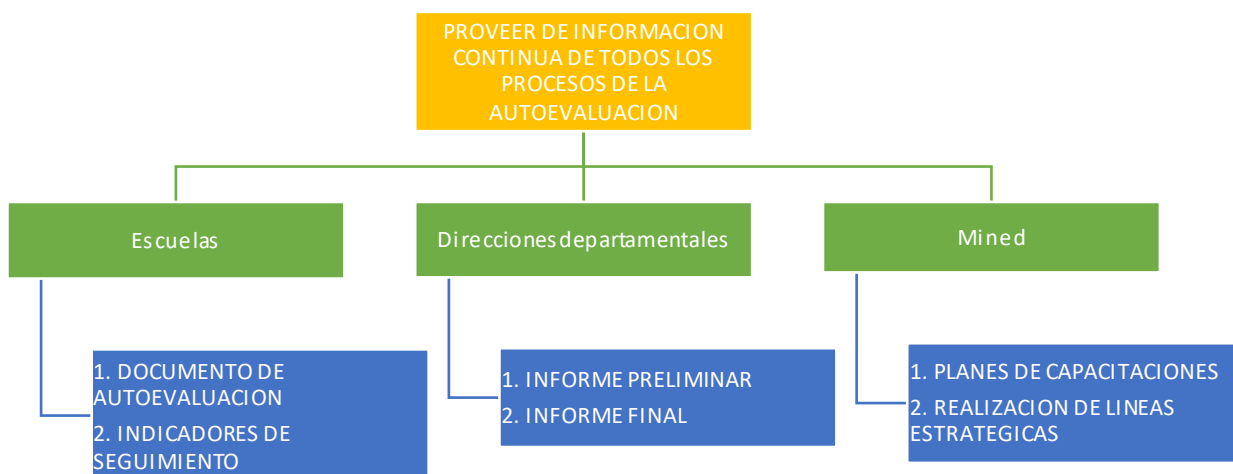 PROVEER DE INFORMACION
CONTINUA DE TODOS LOS
PROCESOS DE LA
AUTOEVALUACION
Escuelas
Direcciones departamentales
Mined
1. DOCUMENTO DE
AUTOEVALUACION
2. INDICADORES DE
SEGUIMIENTO
1. INFORME PRELIMINAR
2. INFORME FINAL
1. PLANES DE CAPACITACIONES
2. REALIZACION DE LINEAS
ESTRATEGICAS